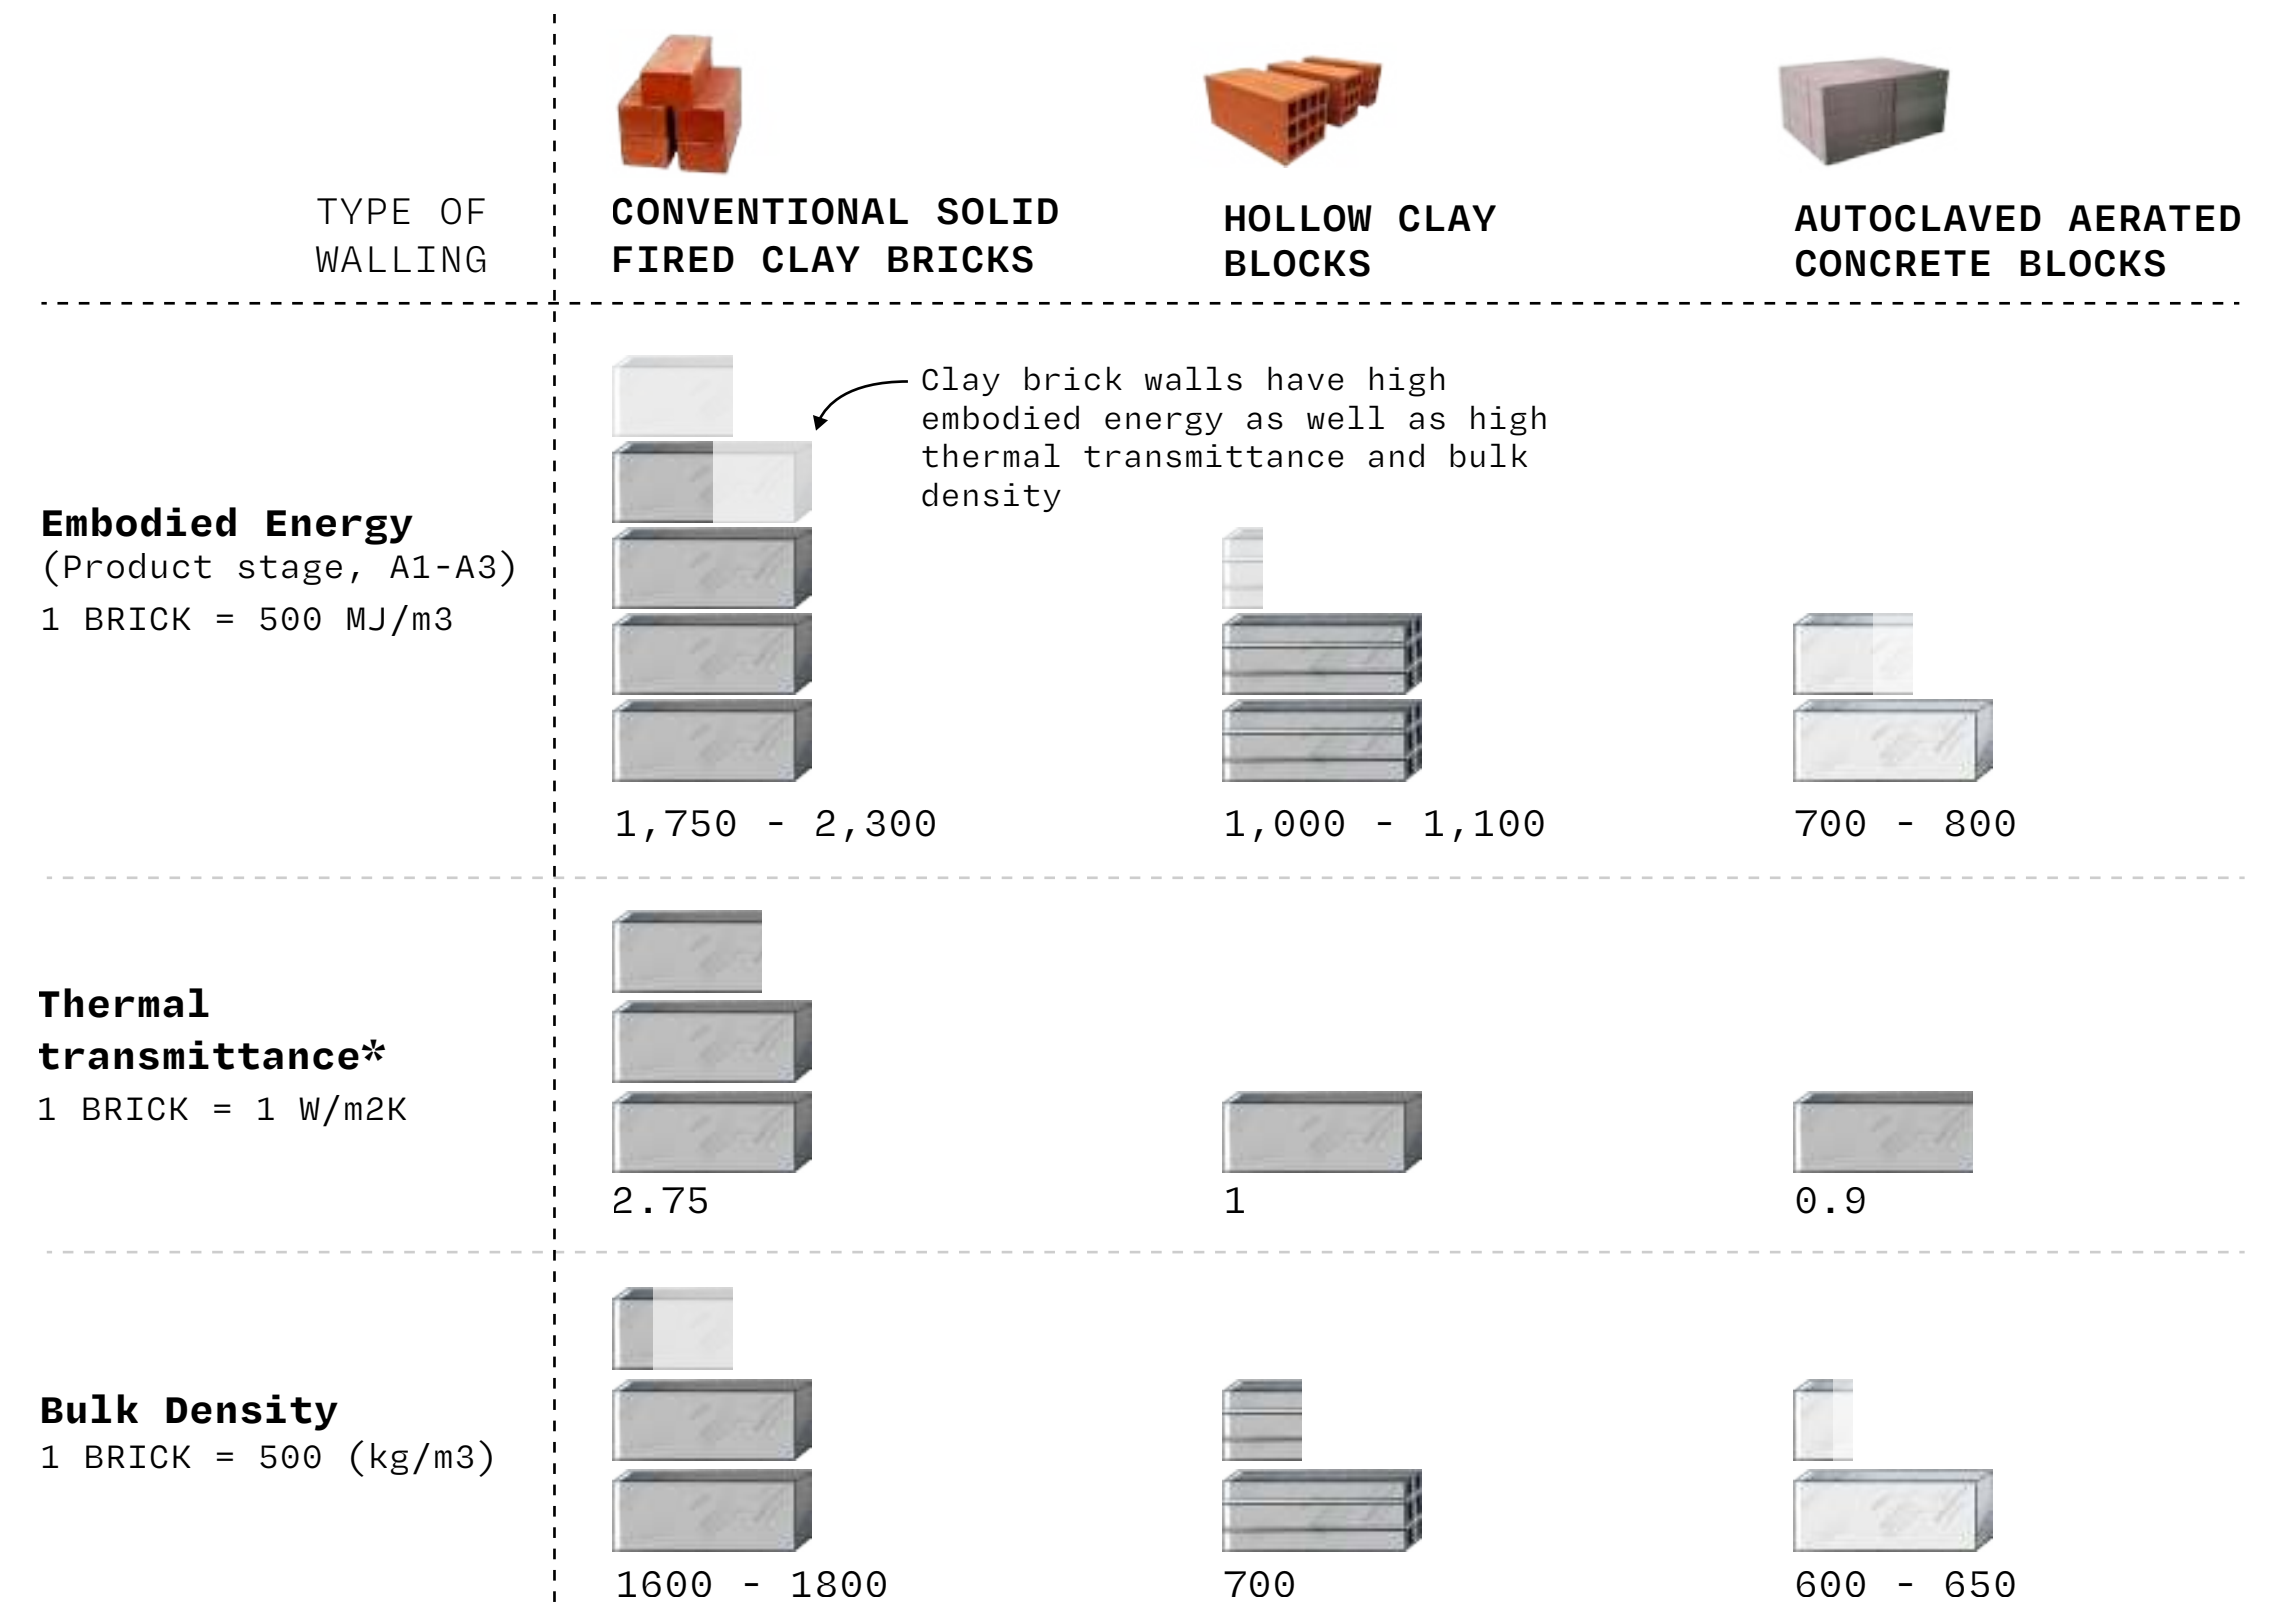 TYPE OF
WALLING
CONVENTIONAL SOLID
FIRED CLAY BRICKS
HOLLOW CLAY
BLOCKS
AUTOCLAVED AERATED
CONCRETE BLOCKS
Embodied Energy
(Product stage, A1-A3)
1 BRICK = 500 MJ/m3
Clay brick walls have high
embodied energy as well as high
thermal transmittance and bulk
density
1,750 - 2,300
1,000 - 1,100
700 - 800
Thermal
transmittance*
1 BRICK = 1 W/m2K
2.75
1
0.9
Bulk Density
1 BRICK = 500 (kg/m3)
1600 - 1800
700
600 - 650